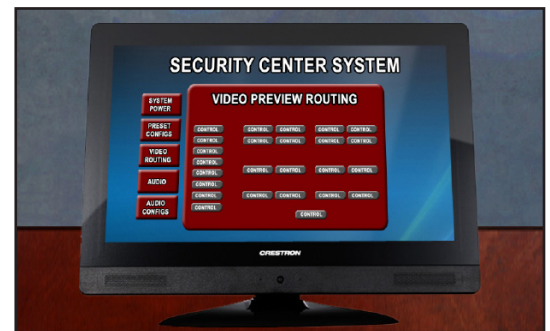 SECURITY CENTER SYSTEM
SYSTEM
POWER
PRESET
CONFIGS
VIDEO
ROUTING
AUDIO
AUDIO
CONFIGS
VIDEO PREVIEW ROUTING
CONTROL CONTROL CONTROL CONTROL CONTROL
CONTROL CONTROL CONTROL CONTROL CONTROL
CONTROL
CONTROL
CONTROL CONTROL CONTROL CONTROL CONTROL
CONTROL
CONTROL CONTROL CONTROL CONTROL CONTROL
CONTROL
CONTROL
CRESTRON